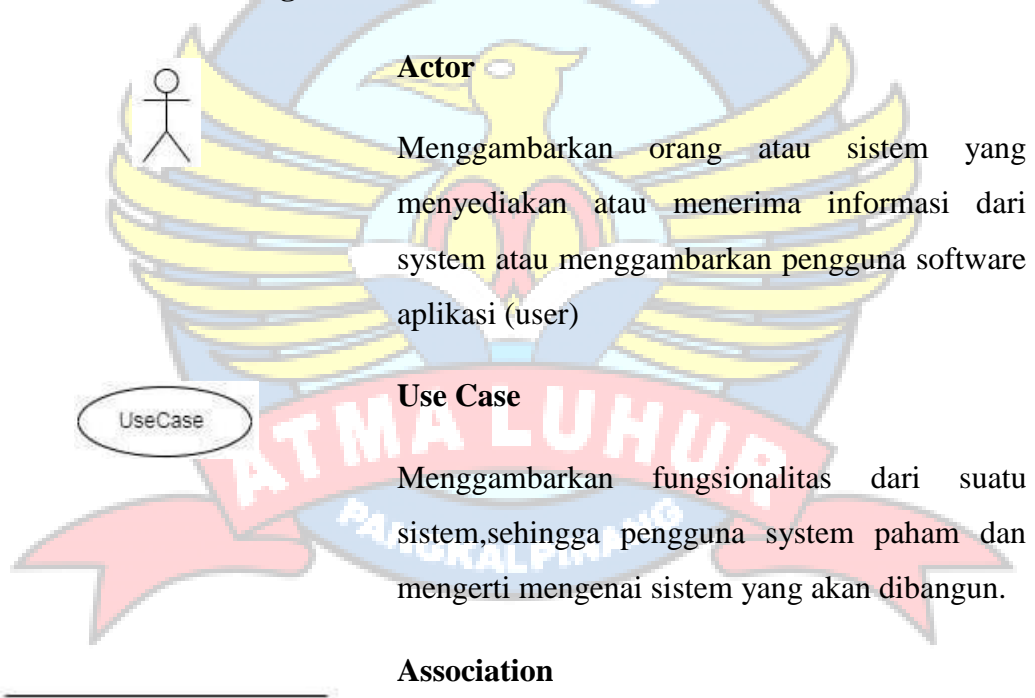 Actor
Menggambarkan orang atau sistem yang
menyediakan atau menerima informasi dari
system atau menggambarkan pengguna software
aplikasi (user)
UseCase
Use Case
Menggambarkan fungsionalitas dari suatu
sistem,sehingga pengguna system paham dan
mengerti mengenai sistem yang akan dibangun.
ATMA LUHUR
PANGKALPINANG
Association